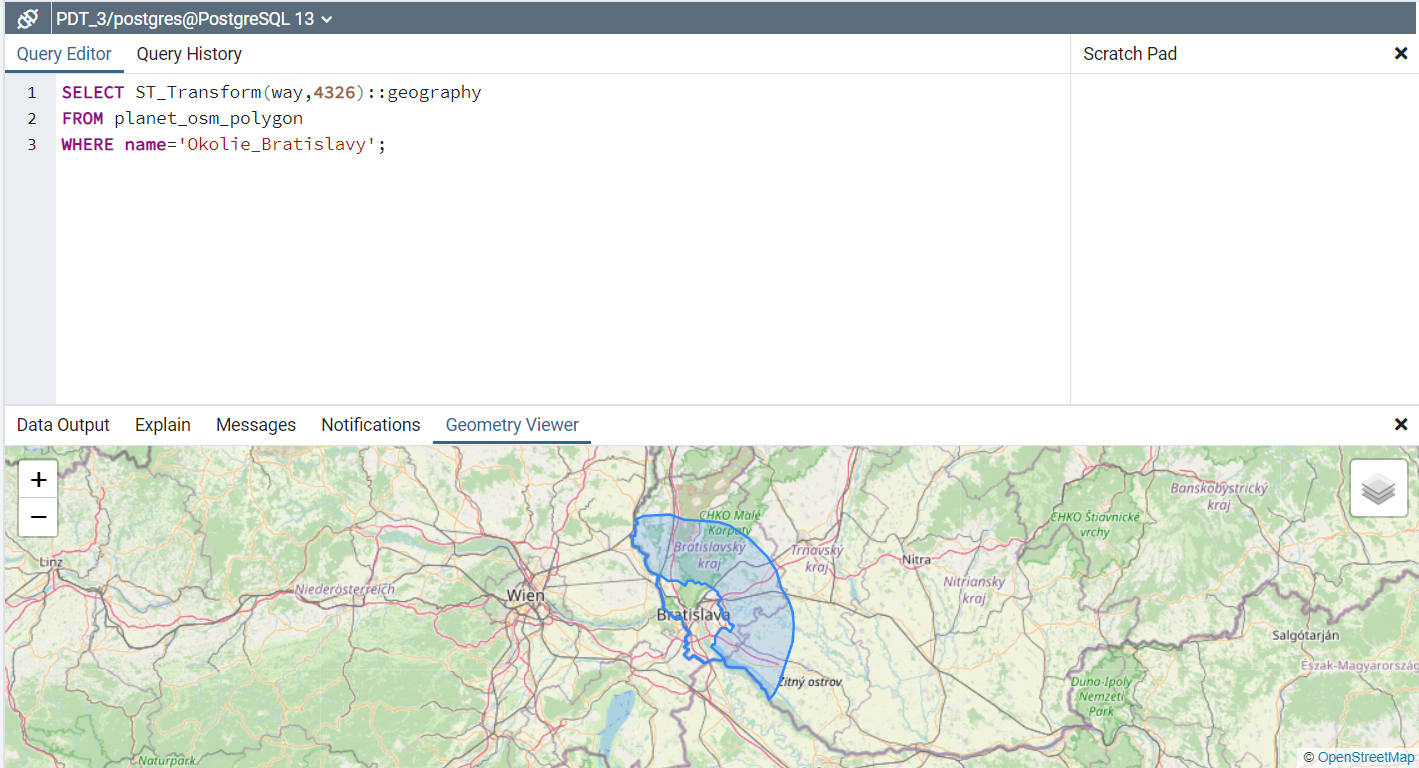 PDT_3/postgres@PostgreSQL 13
Query Editor Query History
Scratch Pad
1 SELECT ST_Transform(way,4326)::geography
2 FROM planet_osm_polygon
3 WHERE name='Okolie_Bratislavy';
Data Output Explain Messages Notifications Geometry Viewer
+
−
Banskobystrický
kraj
CHKO Malé
Karpaty
CHKO Štiavnické
vrchy
Bratislavský
kraj
Trnavský
kraj
Nitra
Linz
Nitriansky
kraj
Niederösterreich
Wien
Bratislava
Salgótarján
Észak-Magyarország
Žitný ostrov
Duna-Ipoly
Nemzeti
Park
Naturpark
© OpenStreetMap